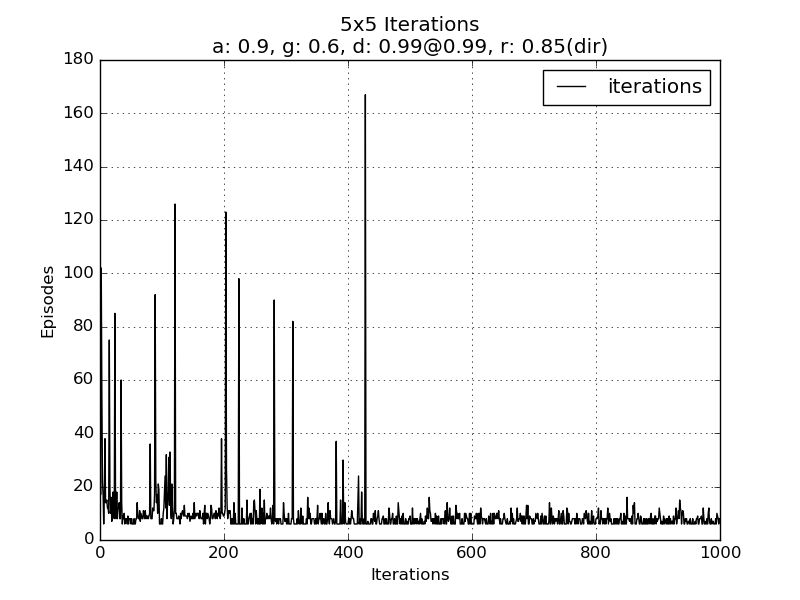 5x5 Iterations
a: 0.9, g: 0.6, d: 0.99@0.99, r: 0.85(dir)
iterations
180
160
140
120
100
80
60
40
20
0
Episodes
0 200 400 600 800 1000
Iterations